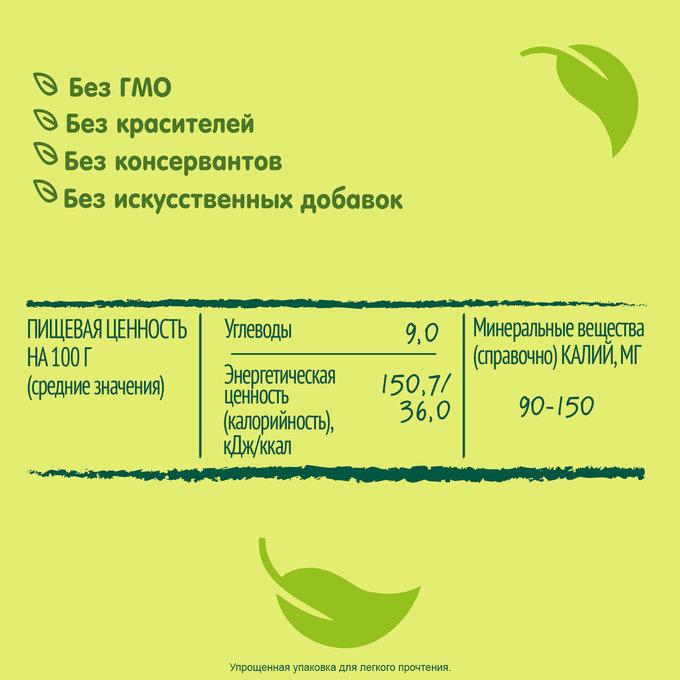 Без ГМО
Без красителей
Без консервантов
Без искусственных добавок
ПИЩЕВАЯ ЦЕННОСТЬ
НА 100 Г
(средние значения)
Углеводы 9,0
Энергетическая
ценность
(калорийность),
кДж/ккал
150,7/
36,0
Минеральные вещества
(справочно) КАЛИЙ, МГ
90-150
Упрощенная упаковка для легкого прочтения.